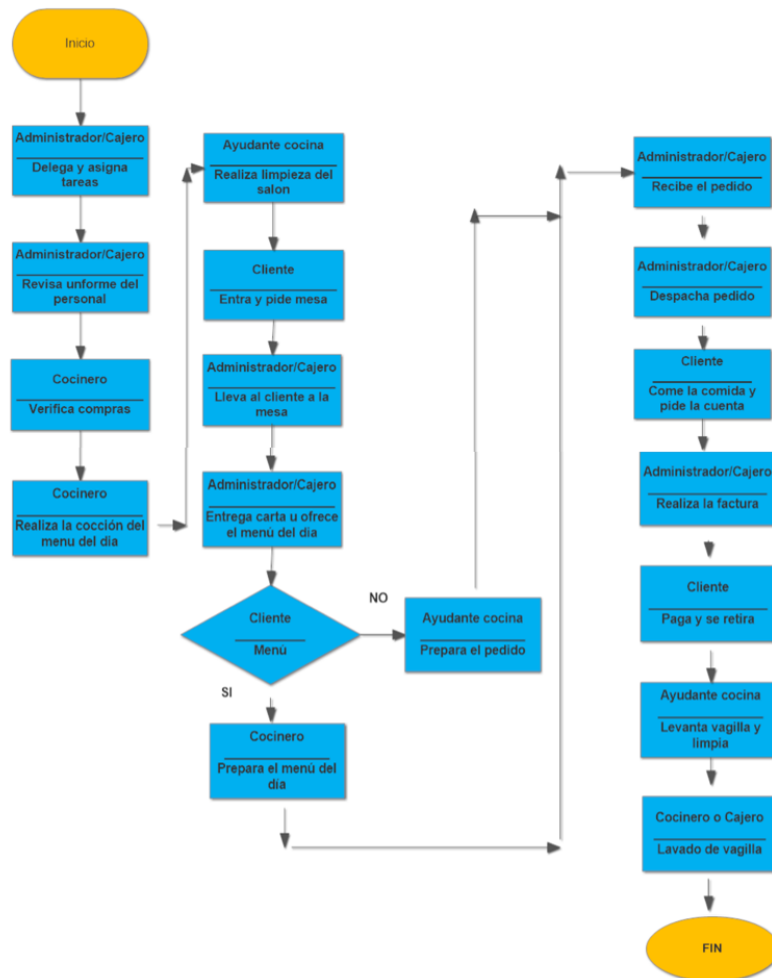 Inicio
Administrador/Cajero
Delega y asigna
tareas
Administrador/Cajero
Revisa unforme del
personal
Cocinero
Verifica compras
Cocinero
Realiza la cocción del
menu del dia
Ayudante cocina
Realiza limpieza del
salon
Cliente
Entra y pide mesa
Administrador/Cajero
Lleva al cliente a la
mesa
Administrador/Cajero
Entrega carta u ofrece
el menú del día
Cliente
Menú
NO
Ayudante cocina
Prepara el pedido
SI
Cocinero
Prepara el menú del
día
Administrador/Cajero
Recibe el pedido
Administrador/Cajero
Despacha pedido
Cliente
Come la comida y
pide la cuenta
Administrador/Cajero
Realiza la factura
Cliente
Paga y se retira
Ayudante cocina
Levanta vagilla y
limpia
Cocinero o Cajero
Lavado de vagilla
FIN